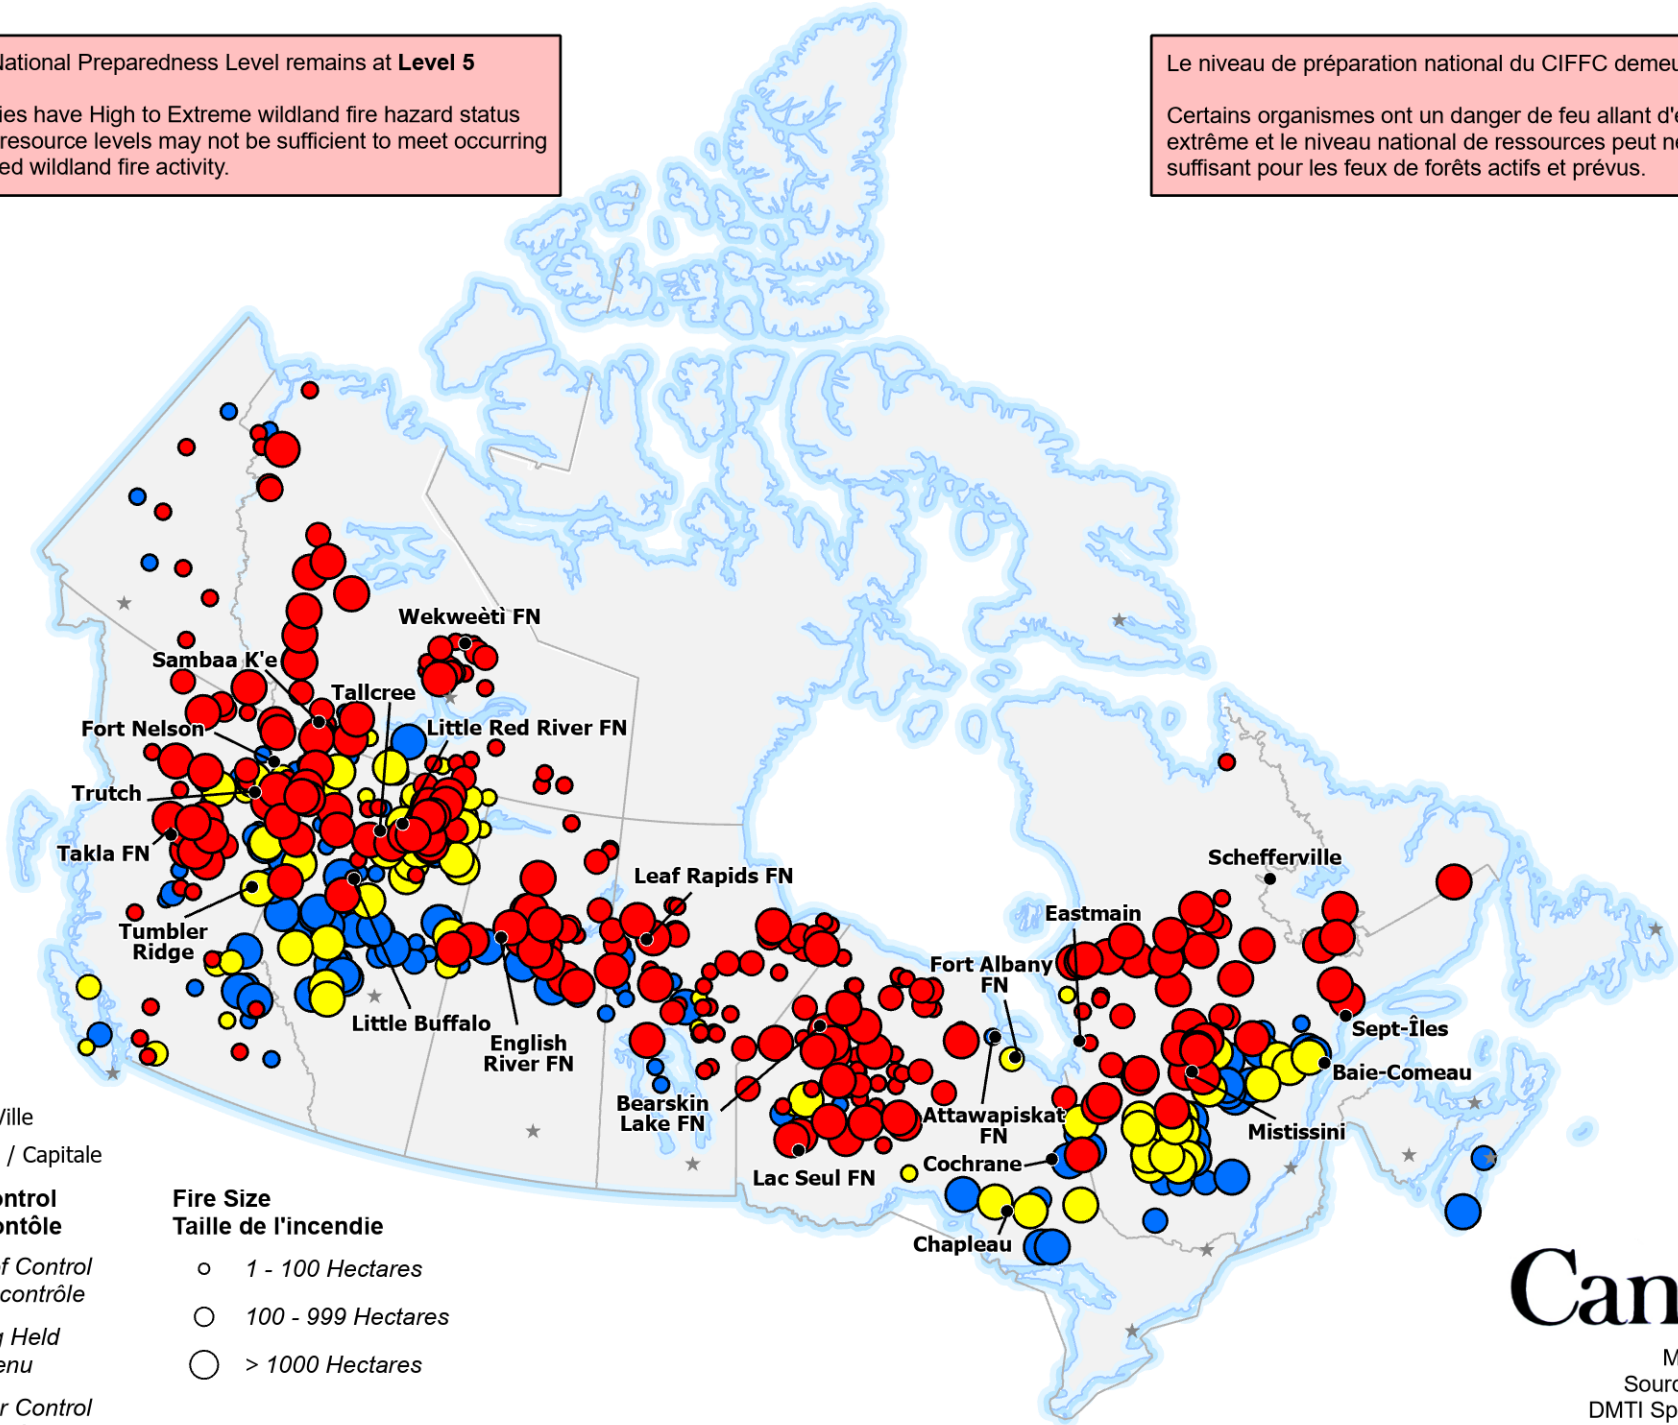 National Preparedness Level remains at Level 5
ies have High to Extreme wildland fire hazard status
resource levels may not be sufficient to meet occurring
ed wildland fire activity.
Le niveau de préparation national du CIFFC demeu
Certains organismes ont un danger de feu allant d'é
extrême et le niveau national de ressources peut ne
suffisant pour les feux de forêts actifs et prévus.
Wekweètì FN
Sambaa K'e
Tallcree
Fort Nelson
Little Red River FN
Trutch
Takla FN
Leaf Rapids FN
Schefferville
Eastmain
Tumbler
Ridge
Fort Albany
FN
Little Buffalo
English
River FN
Sept-Îles
Baie-Comeau
Bearskin
Lake FN
Attawapiskat
FN
Mistissini
Cochrane
Lac Seul FN
Chapleau
Ville
/ Capitale
ontrol
ontôle
f Control
contrôle
g Held
enu
r Control
Fire Size
Taille de l'incendie
1 - 100 Hectares
100 - 999 Hectares
> 1000 Hectares
Can
M
Sourc
DMTI Sp